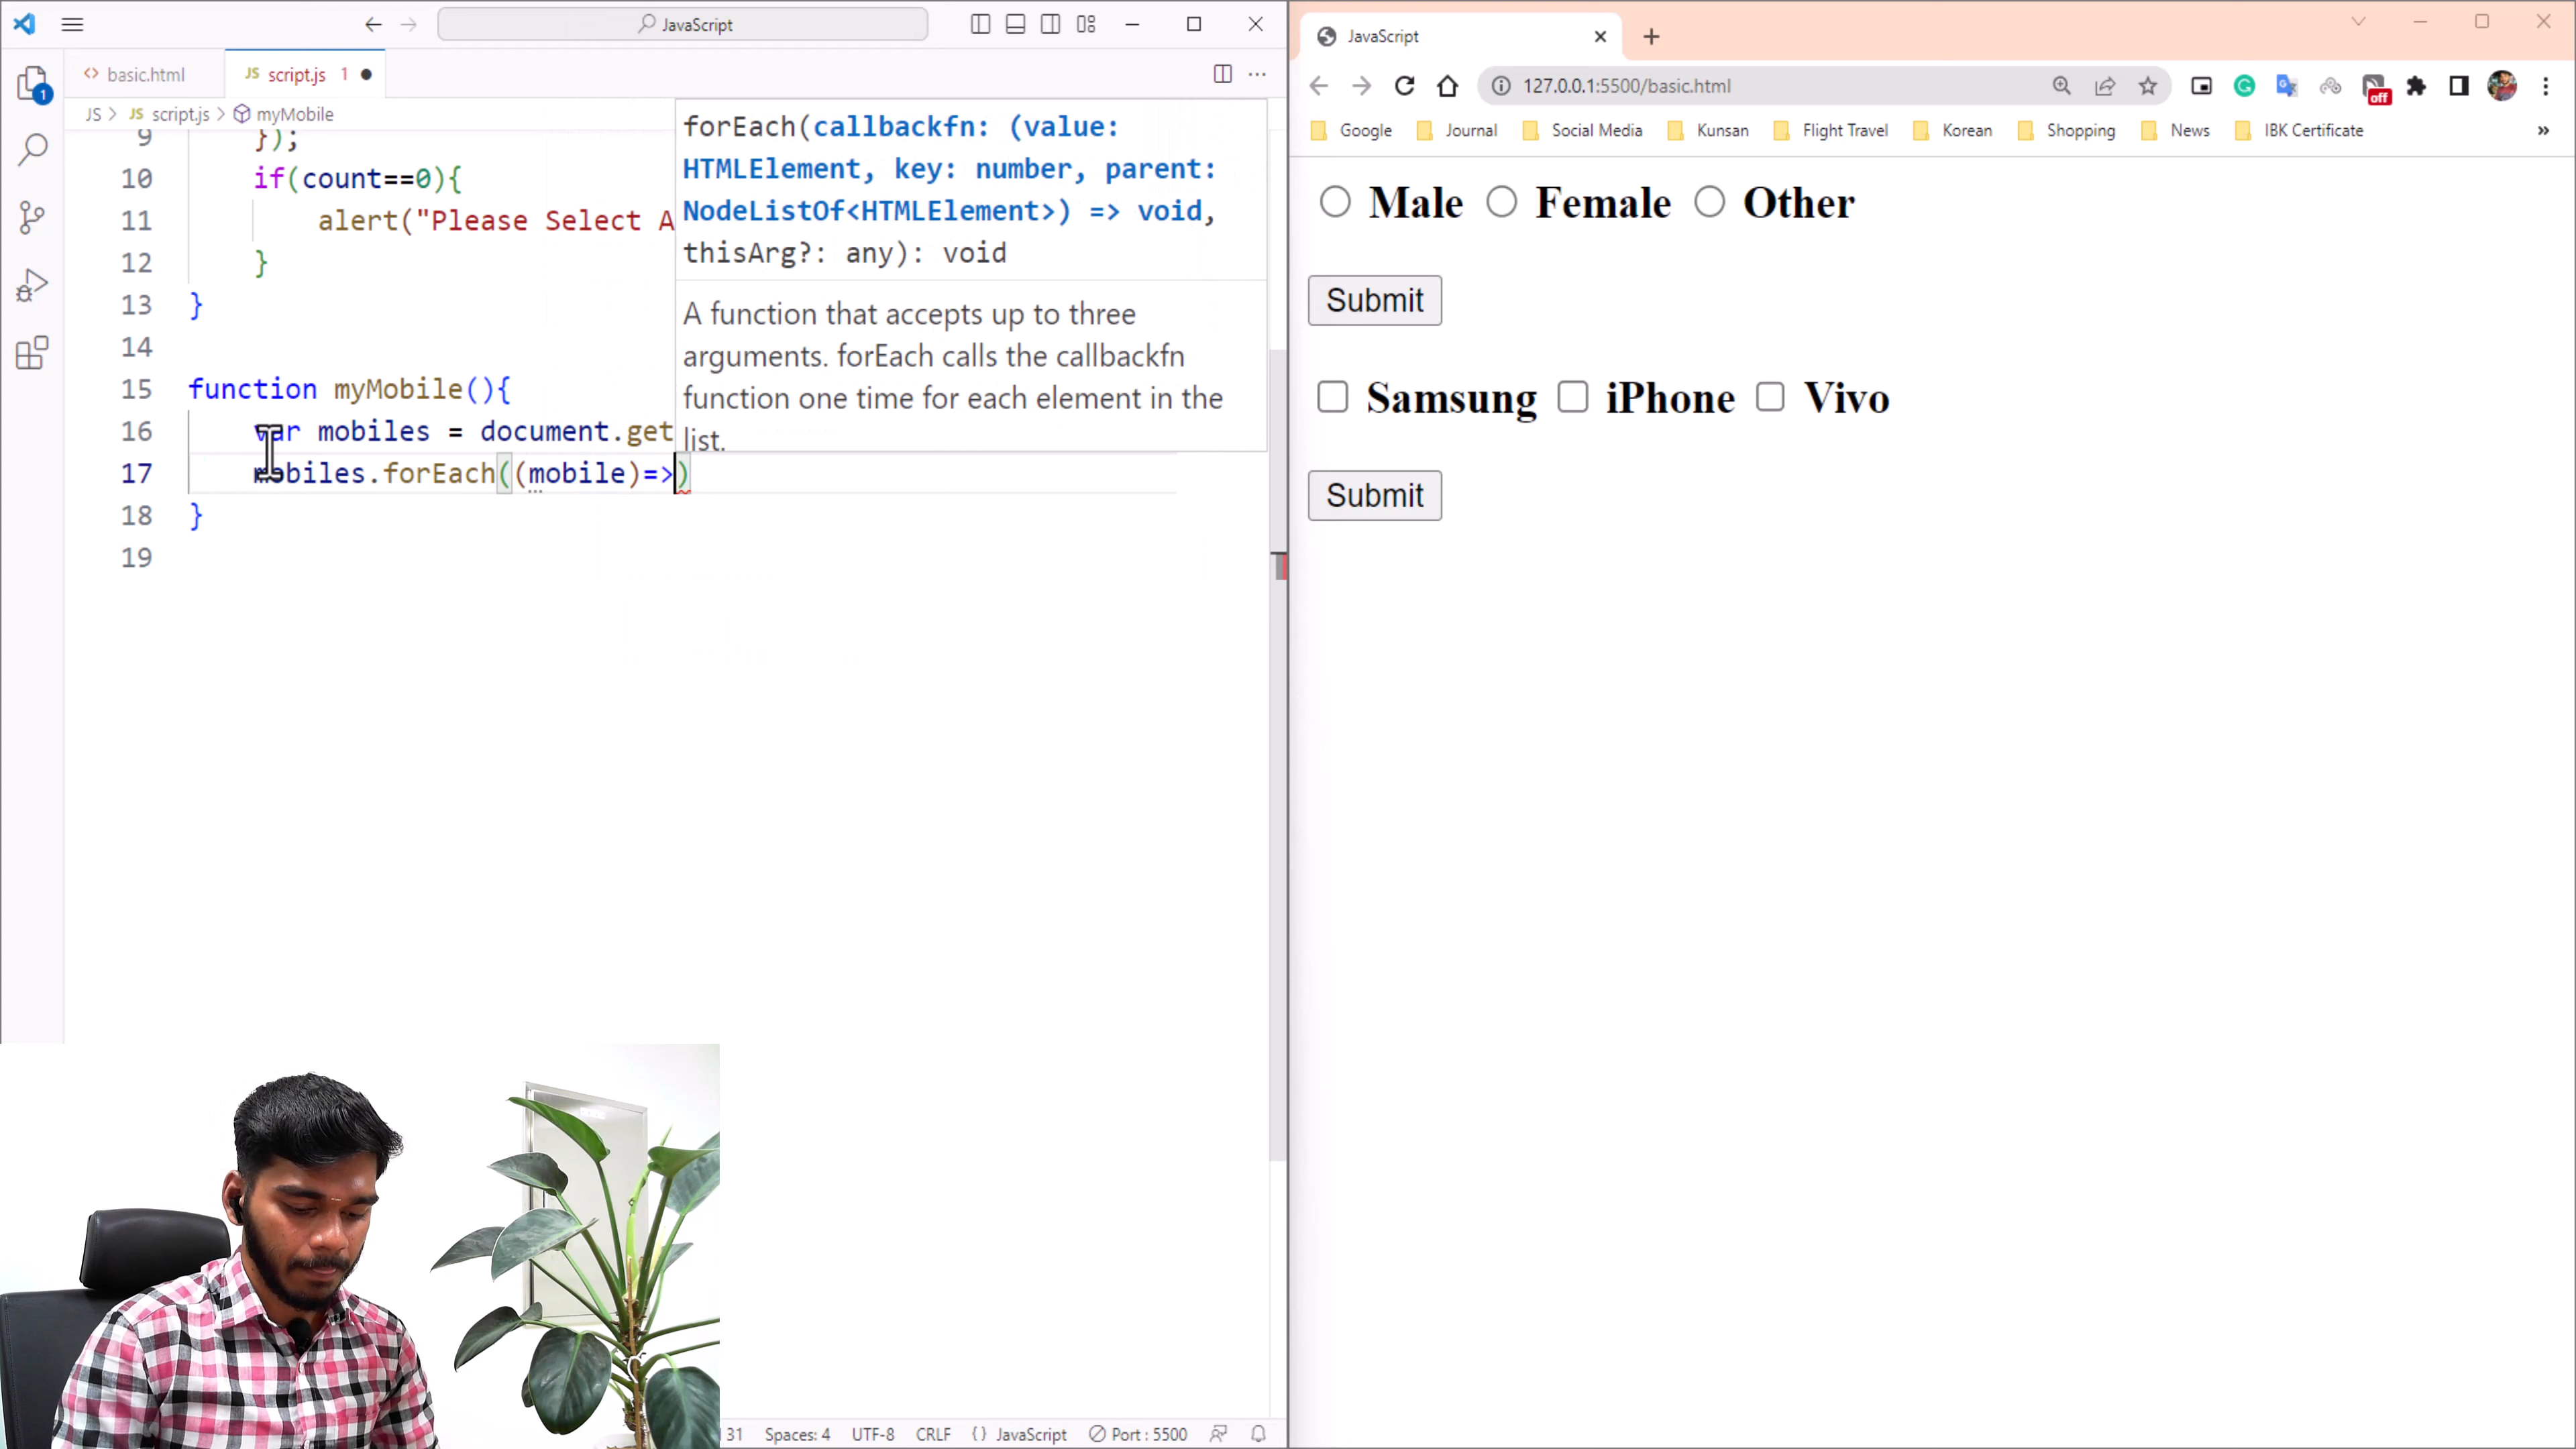 JavaScript
basic.html
JS script.js 1
JS > JS script.js > myMobile
1
9 });
10 if(count==0){
11 alert("Please Select A
12 }
13 }
14
15 function myMobile(){
16 var mobiles = document.get
17 mobiles.forEach((mobile)=>)
18 }
19
forEach(callbackfn: (value:
HTMLElement, key: number, parent:
NodeListOf<HTMLElement>) => void,
thisArg?: any): void
A function that accepts up to three
arguments. forEach calls the callbackfn
function one time for each element in the
list.
31 Spaces: 4 UTF-8 CRLF {} JavaScript Port : 5500
JavaScript
127.0.0.1:5500/basic.html
off
Google Journal Social Media Kunsan Flight Travel Korean Shopping News IBK Certificate »
Male Female Other
Submit
Samsung iPhone Vivo
Submit